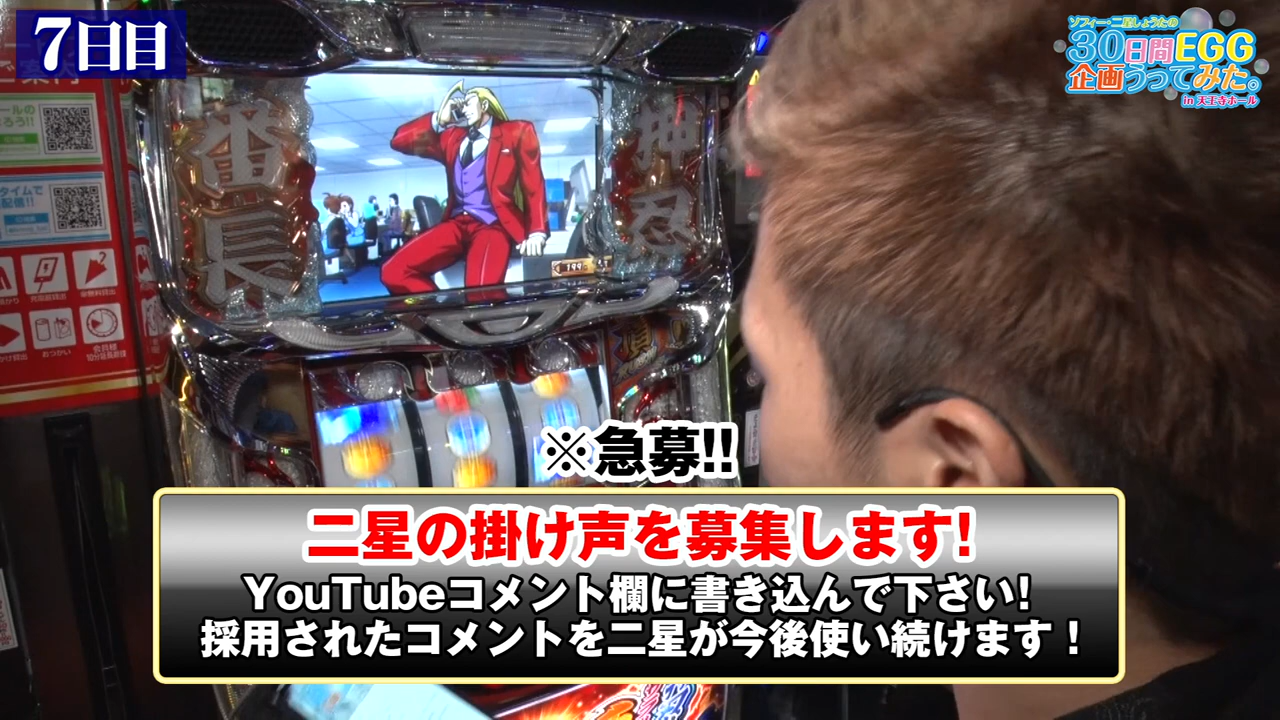 7日目
ソフィー・二星しょうたの
30日間EGG
企画うってみた。
in 天王寺ホール
番長
押忍
199
頂
※急募!!
二星の掛け声を募集します!
YouTubeコメント欄に書き込んで下さい!
採用されたコメントを二星が今後使い続けます！